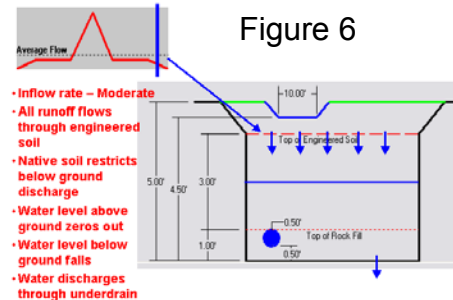 Figure 6
Average Flow
• Inflow rate – Moderate
• All runoff flows
through engineered
soil
• Native soil restricts
below ground
discharge
• Water level above
ground zeros out
• Water level below
ground falls
• Water discharges
through underdrain
10.00'
Top of Engineered Soil
5.00'
4.50'
3.00'
0.50'
Top of Rock Fill
1.00'
0.50'